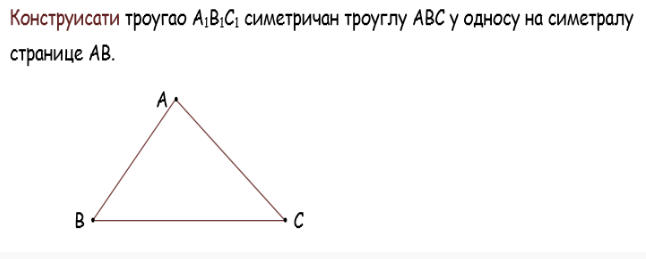 Конструисати троугао A₁B₁C₁ симетричан троуглу ABC у односу на симетралу
странице AB.
A
B
C